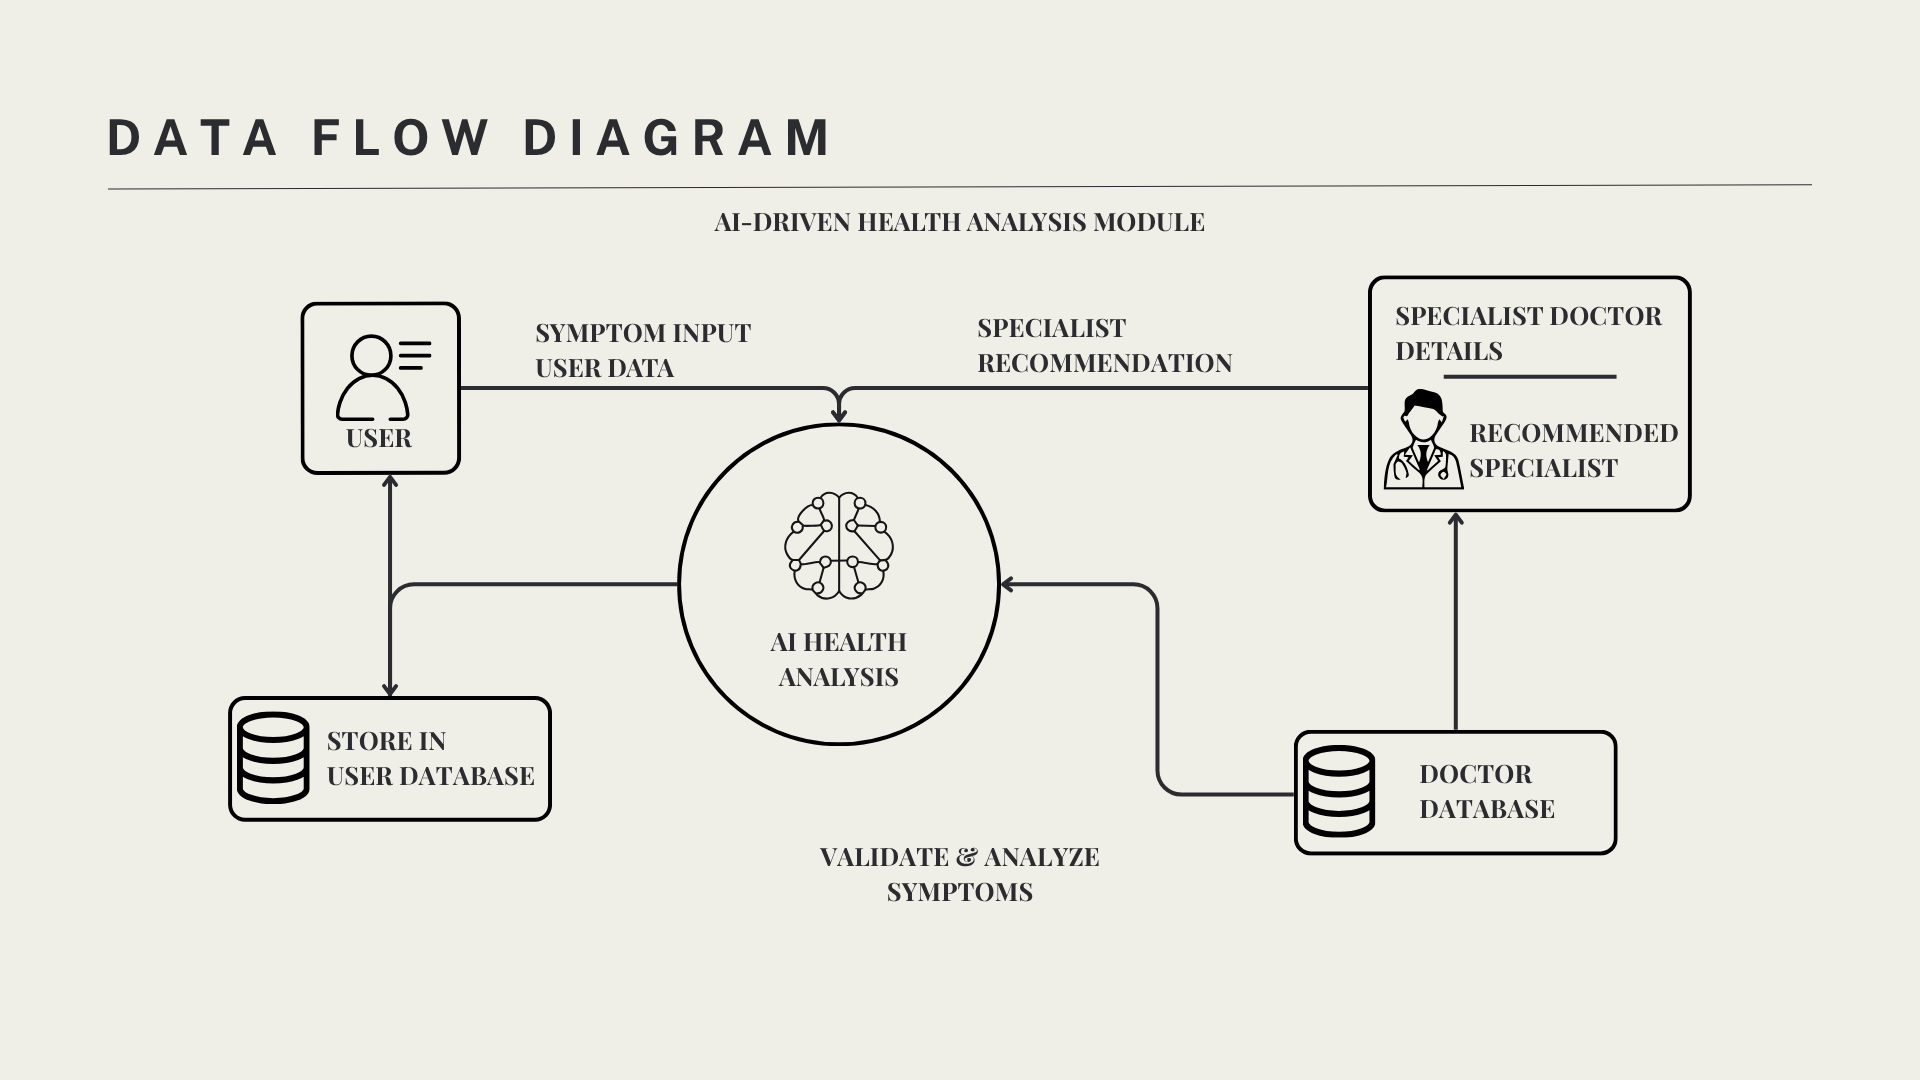 DATA FLOW DIAGRAM
AI-DRIVEN HEALTH ANALYSIS MODULE
USER
SYMPTOM INPUT
USER DATA
SPECIALIST
RECOMMENDATION
SPECIALIST DOCTOR
DETAILS
RECOMMENDED
SPECIALIST
AI HEALTH
ANALYSIS
STORE IN
USER DATABASE
DOCTOR
DATABASE
VALIDATE & ANALYZE
SYMPTOMS